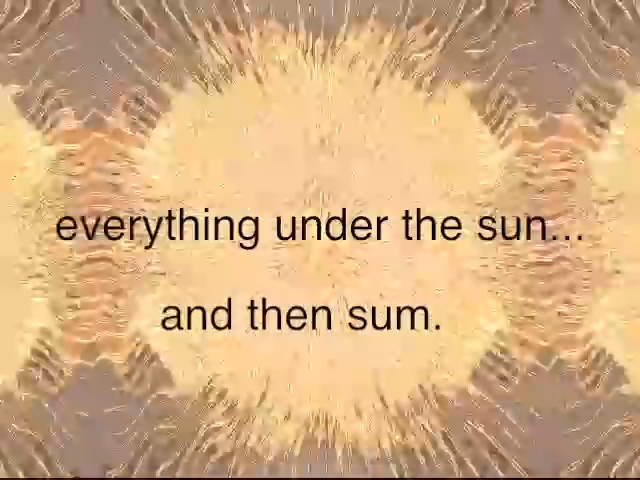 everything under the sun...
and then sum.